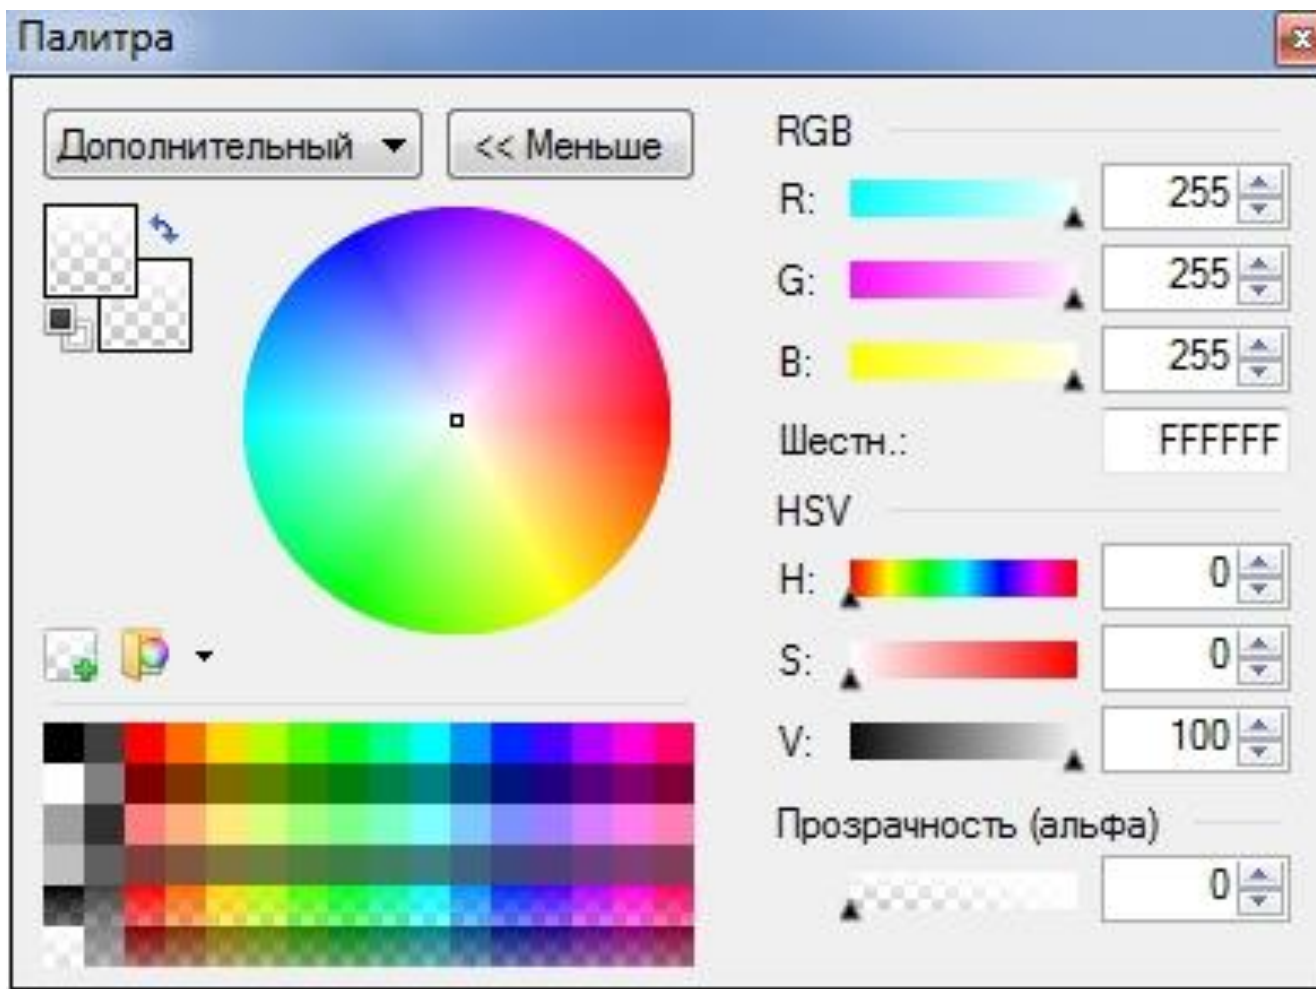 Палитра
Дополнительный
<< Меньше
RGB
R: 255
G: 255
B: 255
Шестн.: FFFFFF
HSV
H: 0
S: 0
V: 100
Прозрачность (альфа)
0